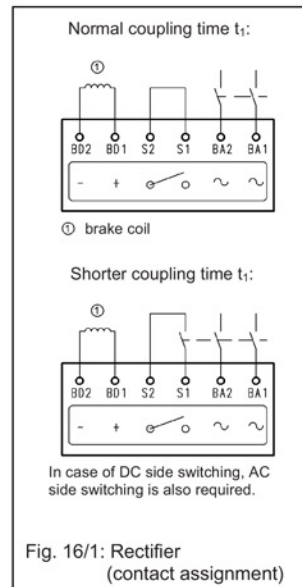 Normal coupling time t₁:
①
BD2 BD1 S2 S1 BA2 BA1
- + ~ ~
① brake coil
Shorter coupling time t₁:
①
BD2 BD1 S2 S1 BA2 BA1
- + ~ ~
In case of DC side switching, AC
side switching is also required.
Fig. 16/1: Rectifier
(contact assignment)